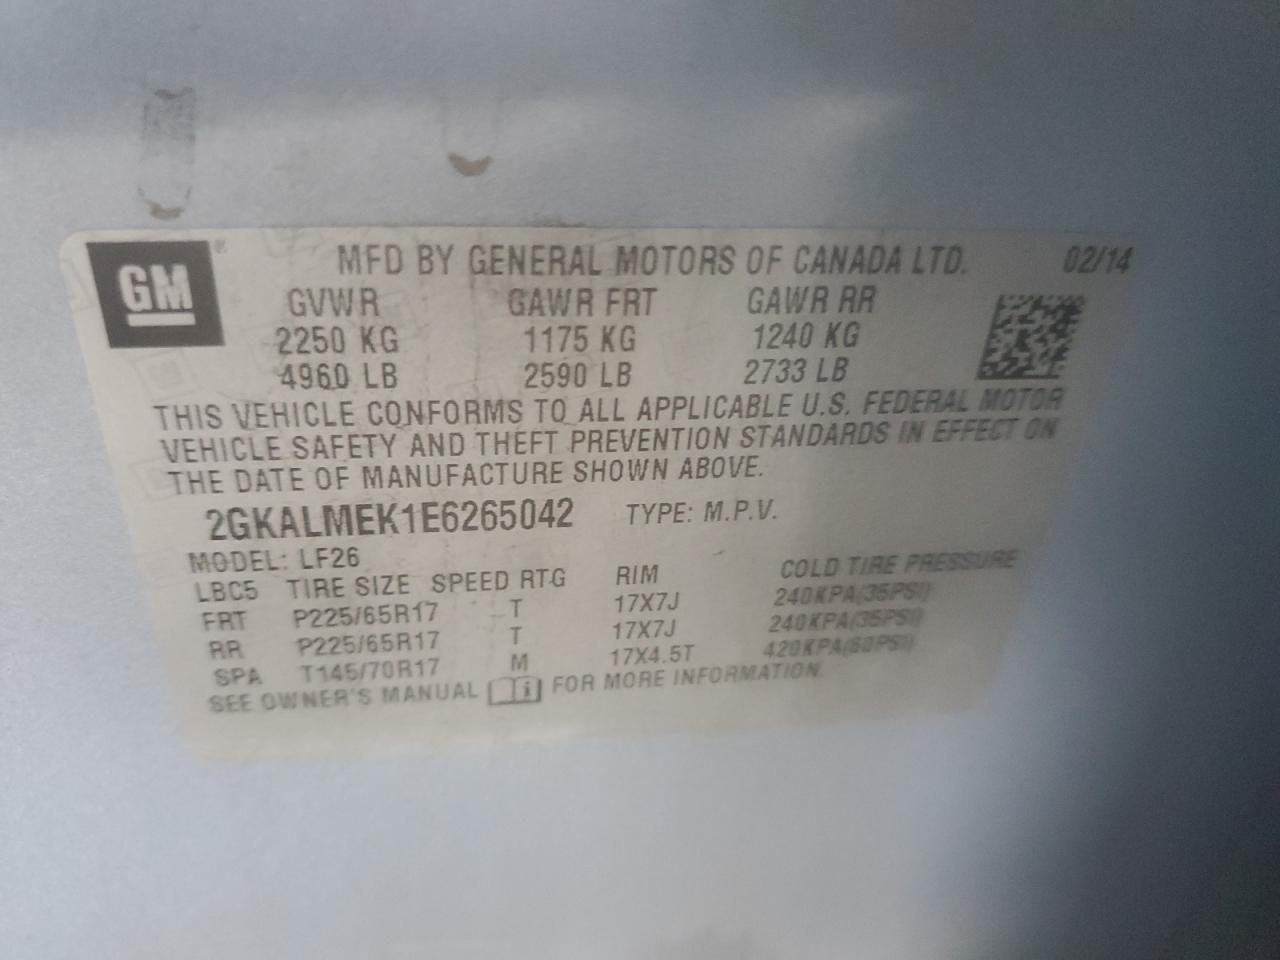 GM ®
MFD BY GENERAL MOTORS OF CANADA LTD. 02/14
GVWR GAWR FRT GAWR RR
2250 KG 1175 KG 1240 KG
4960 LB 2590 LB 2733 LB
THIS VEHICLE CONFORMS TO ALL APPLICABLE U.S. FEDERAL MOTOR
VEHICLE SAFETY AND THEFT PREVENTION STANDARDS IN EFFECT ON
THE DATE OF MANUFACTURE SHOWN ABOVE.
2GKALMEK1E6265042 TYPE: M.P.V.
MODEL: LF26
LBC5 TIRE SIZE SPEED RTG RIM COLD TIRE PRESSURE
FRT P225/65R17 T 17X7J 240KPA(35PSI)
RR P225/65R17 T 17X7J 240KPA(35PSI)
SPA T145/70R17 M 17X4.5T 420KPA(60PSI)
SEE OWNER'S MANUAL i FOR MORE INFORMATION.